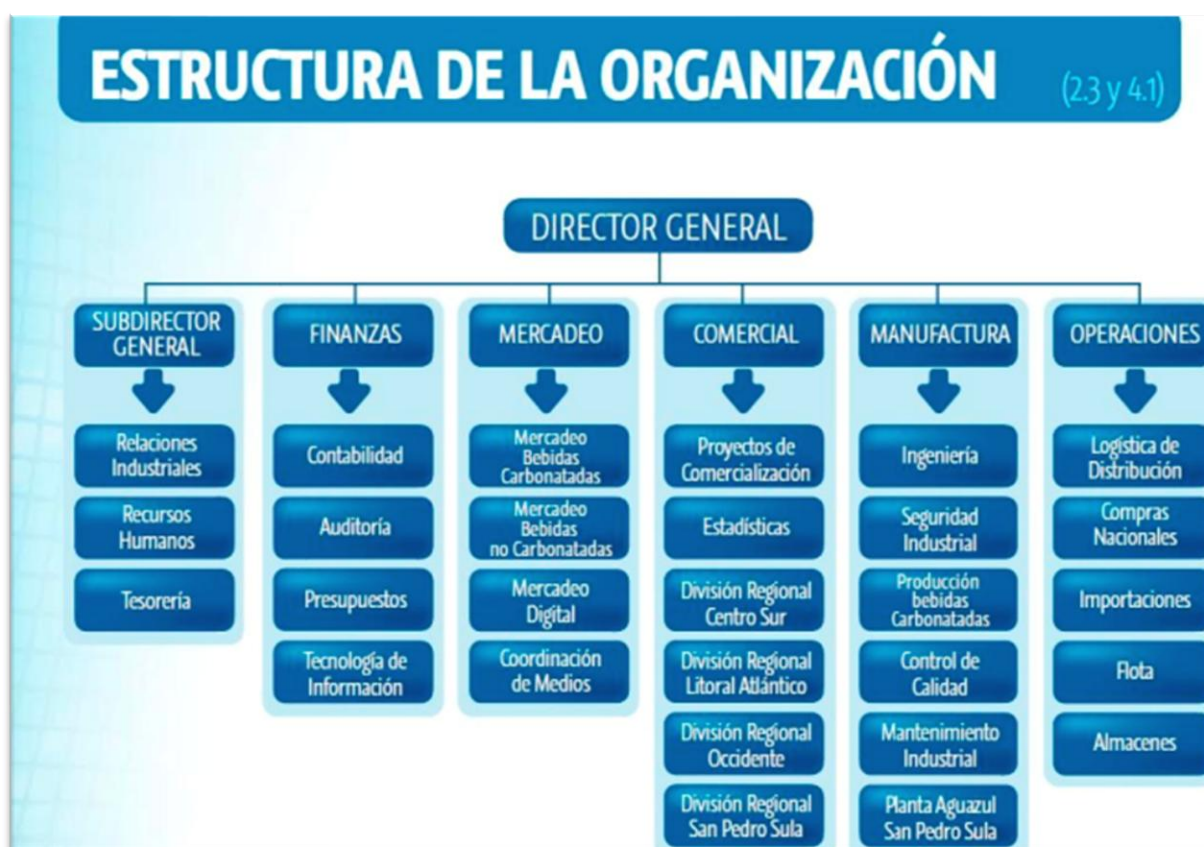 ESTRUCTURA DE LA ORGANIZACIÓN (2.3 y 4.1)
DIRECTOR GENERAL
SUBDIRECTOR
GENERAL
Relaciones
Industriales
Recursos
Humanos
Tesorería
FINANZAS
Contabilidad
Auditoría
Presupuestos
Tecnología de
Información
MERCADEO
Mercadeo
Bebidas
Carbonatadas
Mercadeo
Bebidas
no Carbonatadas
Mercadeo
Digital
Coordinación
de Medios
COMERCIAL
Proyectos de
Comercialización
Estadísticas
División Regional
Centro Sur
División Regional
Litoral Atlántico
División Regional
Occidente
División Regional
San Pedro Sula
MANUFACTURA
Ingeniería
Seguridad
Industrial
Producción
bebidas
Carbonatadas
Control de
Calidad
Mantenimiento
Industrial
Planta Aguazul
San Pedro Sula
OPERACIONES
Logística de
Distribución
Compras
Nacionales
Importaciones
Flota
Almacenes